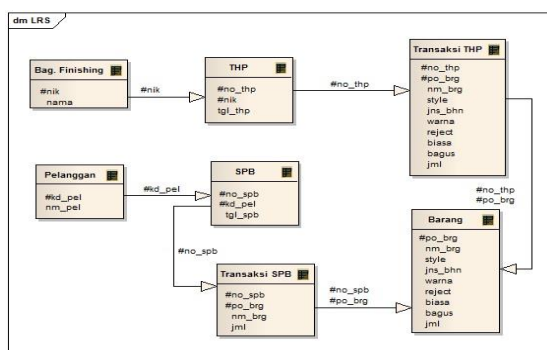 dm LRS
Bag. Finishing
#nik
nama
#nik
THP
#no_thp
#nik
tgl_thp
#no_thp
Transaksi THP
#no_thp
#po_brg
nm_brg
style
jns_bhn
warna
reject
biasa
bagus
jml
#no_thp
#po_brg
Pelanggan
#kd_pel
nm_pel
#kd_pel
SPB
#no_spb
#kd_pel
tgl_spb
#no_spb
Transaksi SPB
#no_spb
#po_brg
nm_brg
jml
#no_spb
#po_brg
Barang
#po_brg
nm_brg
style
jns_bhn
warna
reject
biasa
bagus
jml